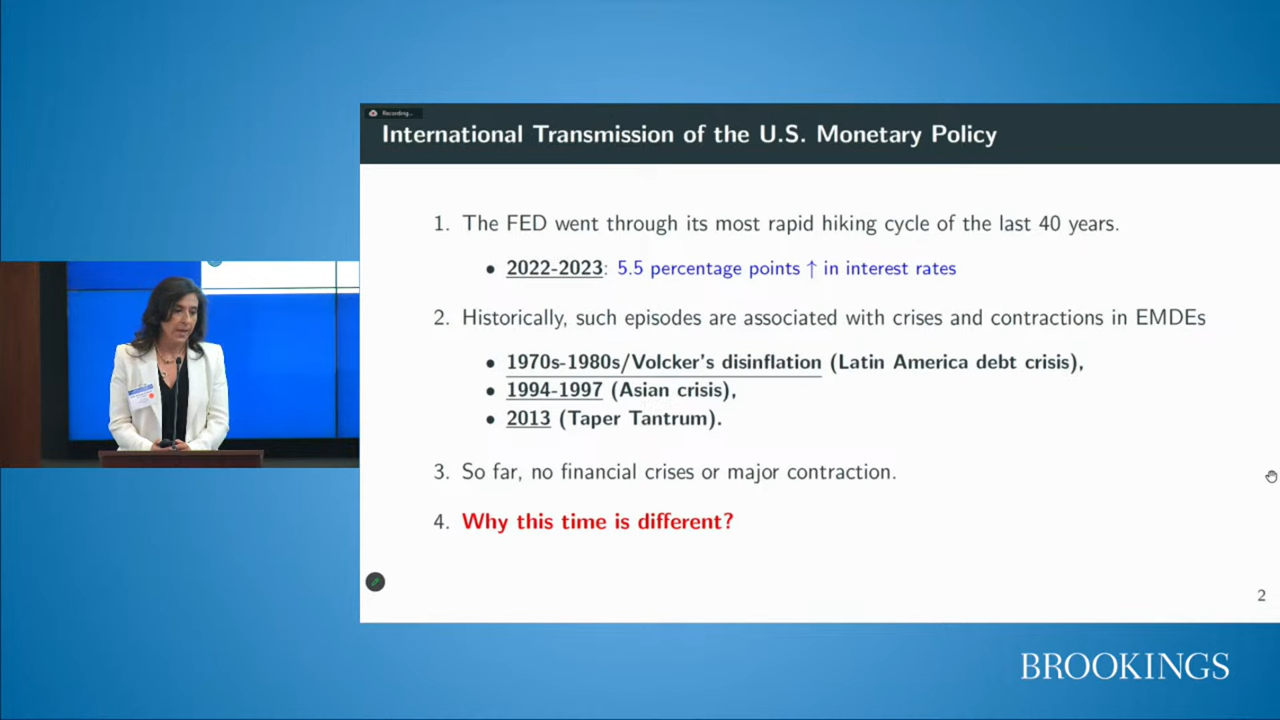 Recording...
International Transmission of the U.S. Monetary Policy
1. The FED went through its most rapid hiking cycle of the last 40 years.
• 2022-2023: 5.5 percentage points ↑ in interest rates
2. Historically, such episodes are associated with crises and contractions in EMDEs
• 1970s-1980s/Volcker's disinflation (Latin America debt crisis),
• 1994-1997 (Asian crisis),
• 2013 (Taper Tantrum).
3. So far, no financial crises or major contraction.
4. Why this time is different?
2
BROOKINGS